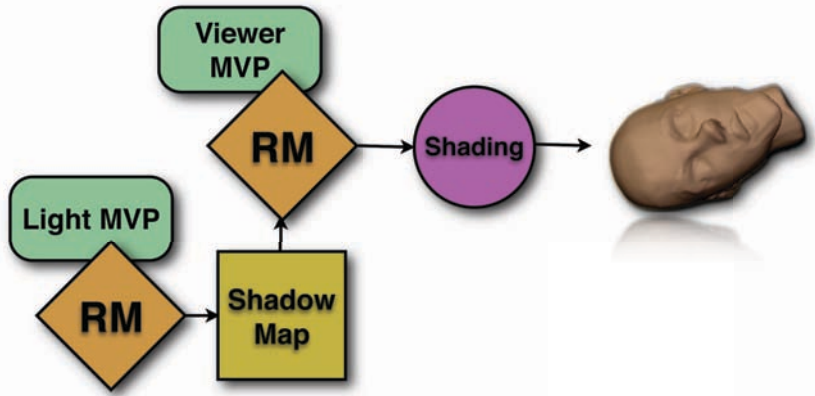 Viewer
MVP
RM
Shading
Light MVP
RM
Shadow
Map